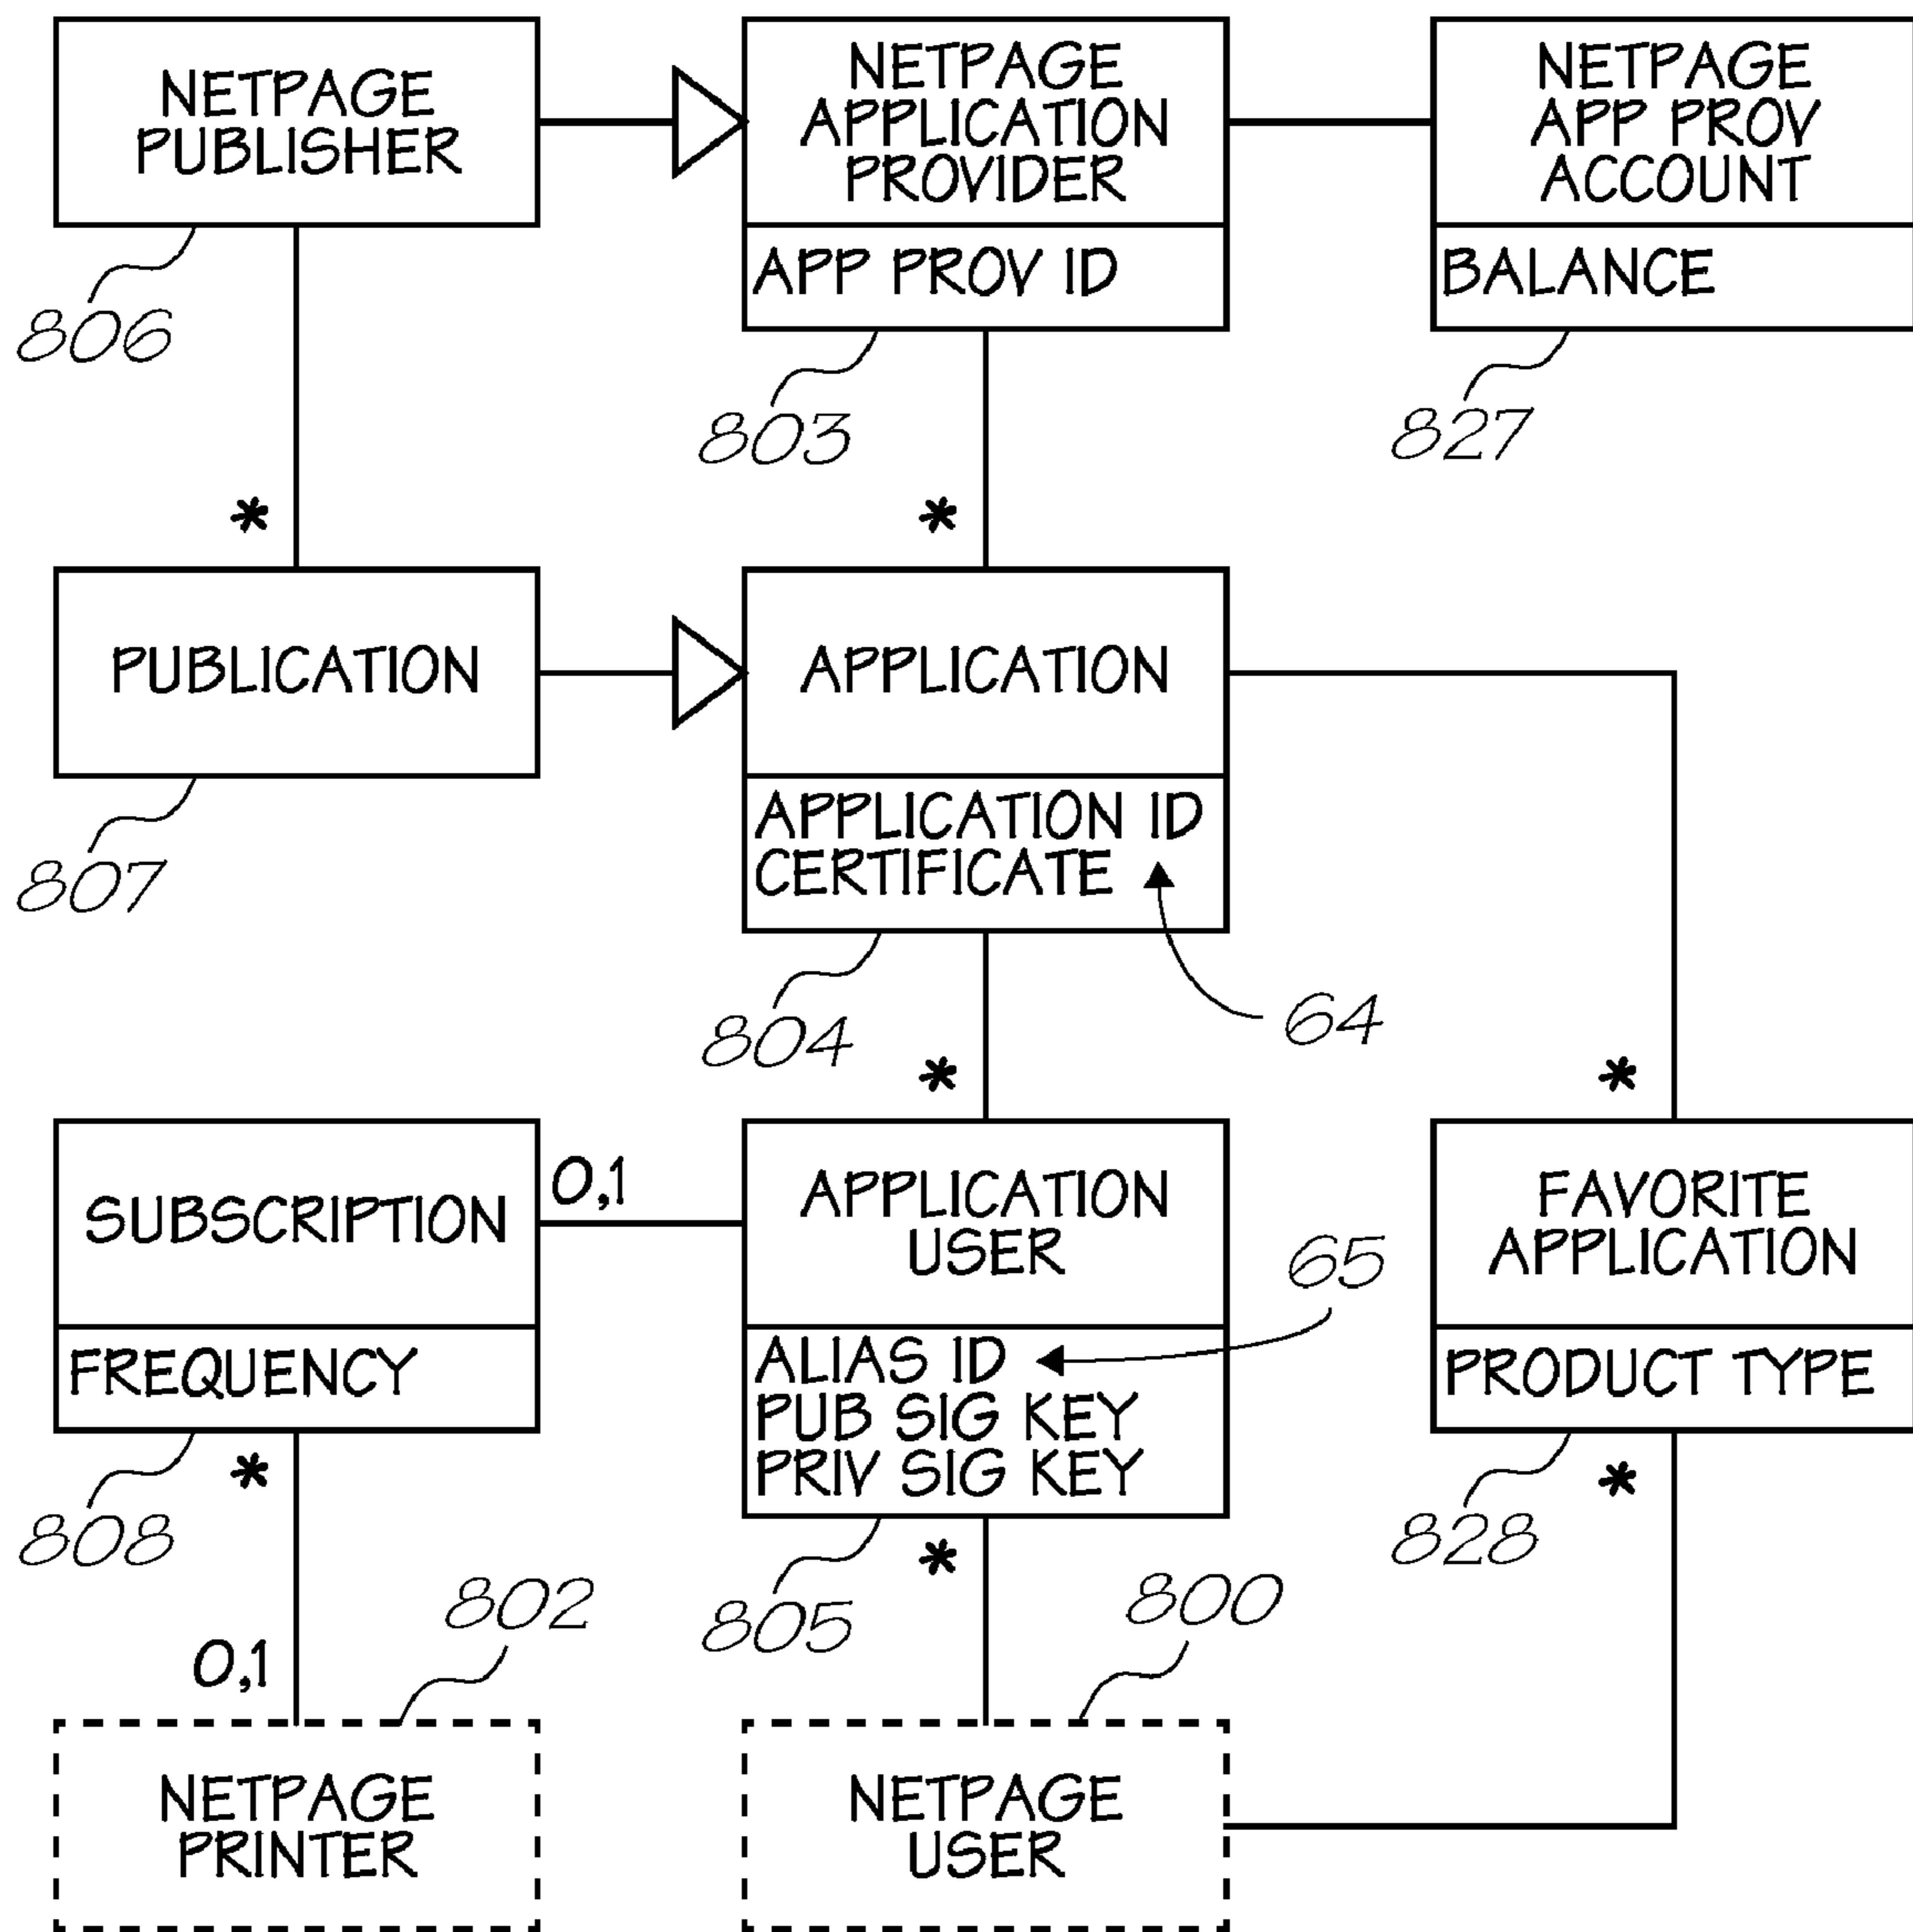 NETPAGE
PUBLISHER
806
NETPAGE
APPLICATION
PROVIDER
APP PROV ID
803
NETPAGE
APP PROV
ACCOUNT
BALANCE
827
*
*
PUBLICATION
807
APPLICATION
APPLICATION ID
CERTIFICATE
64
804
*
*
SUBSCRIPTION
FREQUENCY
808
0,1
APPLICATION
USER
ALIAS ID
PUB SIG KEY
PRIV SIG KEY
65
805
FAVORITE
APPLICATION
PRODUCT TYPE
828
*
*
*
0,1
802
NETPAGE
PRINTER
800
NETPAGE
USER